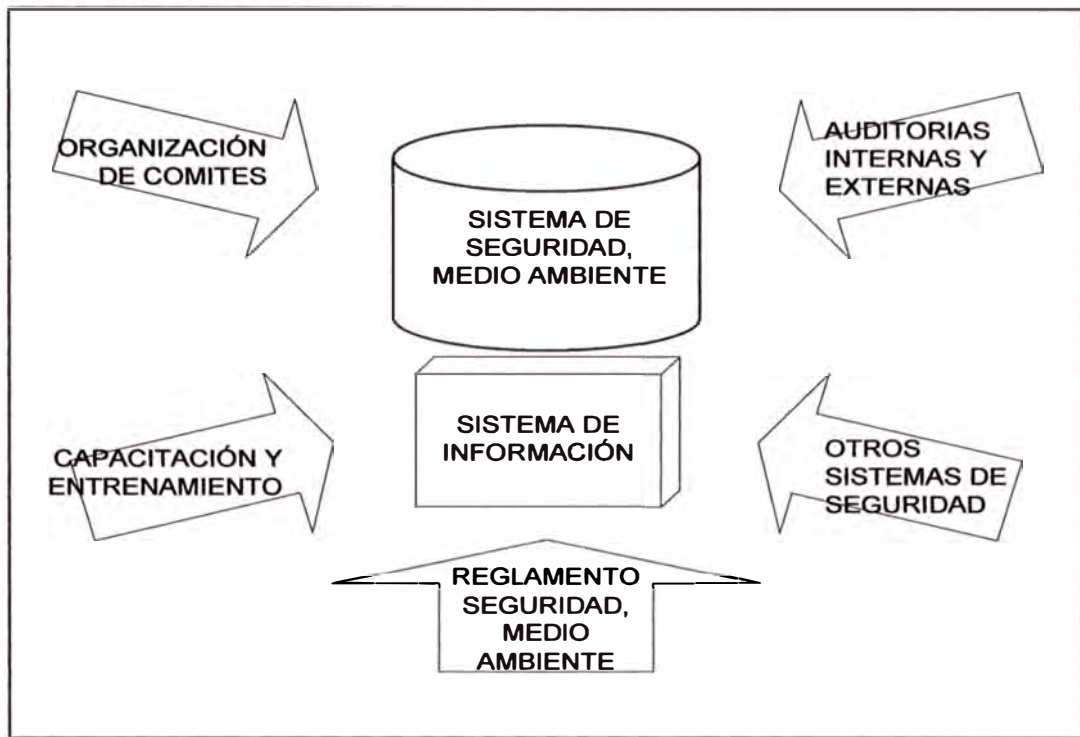 ORGANIZACIÓN
DE COMITES
SISTEMA DE
SEGURIDAD,
MEDIO AMBIENTE
AUDITORIAS
INTERNAS Y
EXTERNAS
CAPACITACIÓN Y
ENTRENAMIENTO
SISTEMA DE
INFORMACIÓN
OTROS
SISTEMAS DE
SEGURIDAD
REGLAMENTO
SEGURIDAD,
MEDIO
AMBIENTE